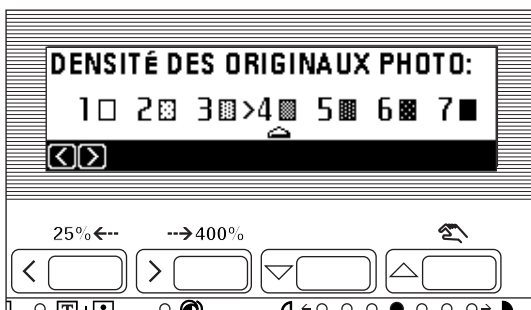 DENSITÉ DES ORIGINAUX PHOTO:
1 2 3 >4 5 6 7
< >
25% 400%
< >
T